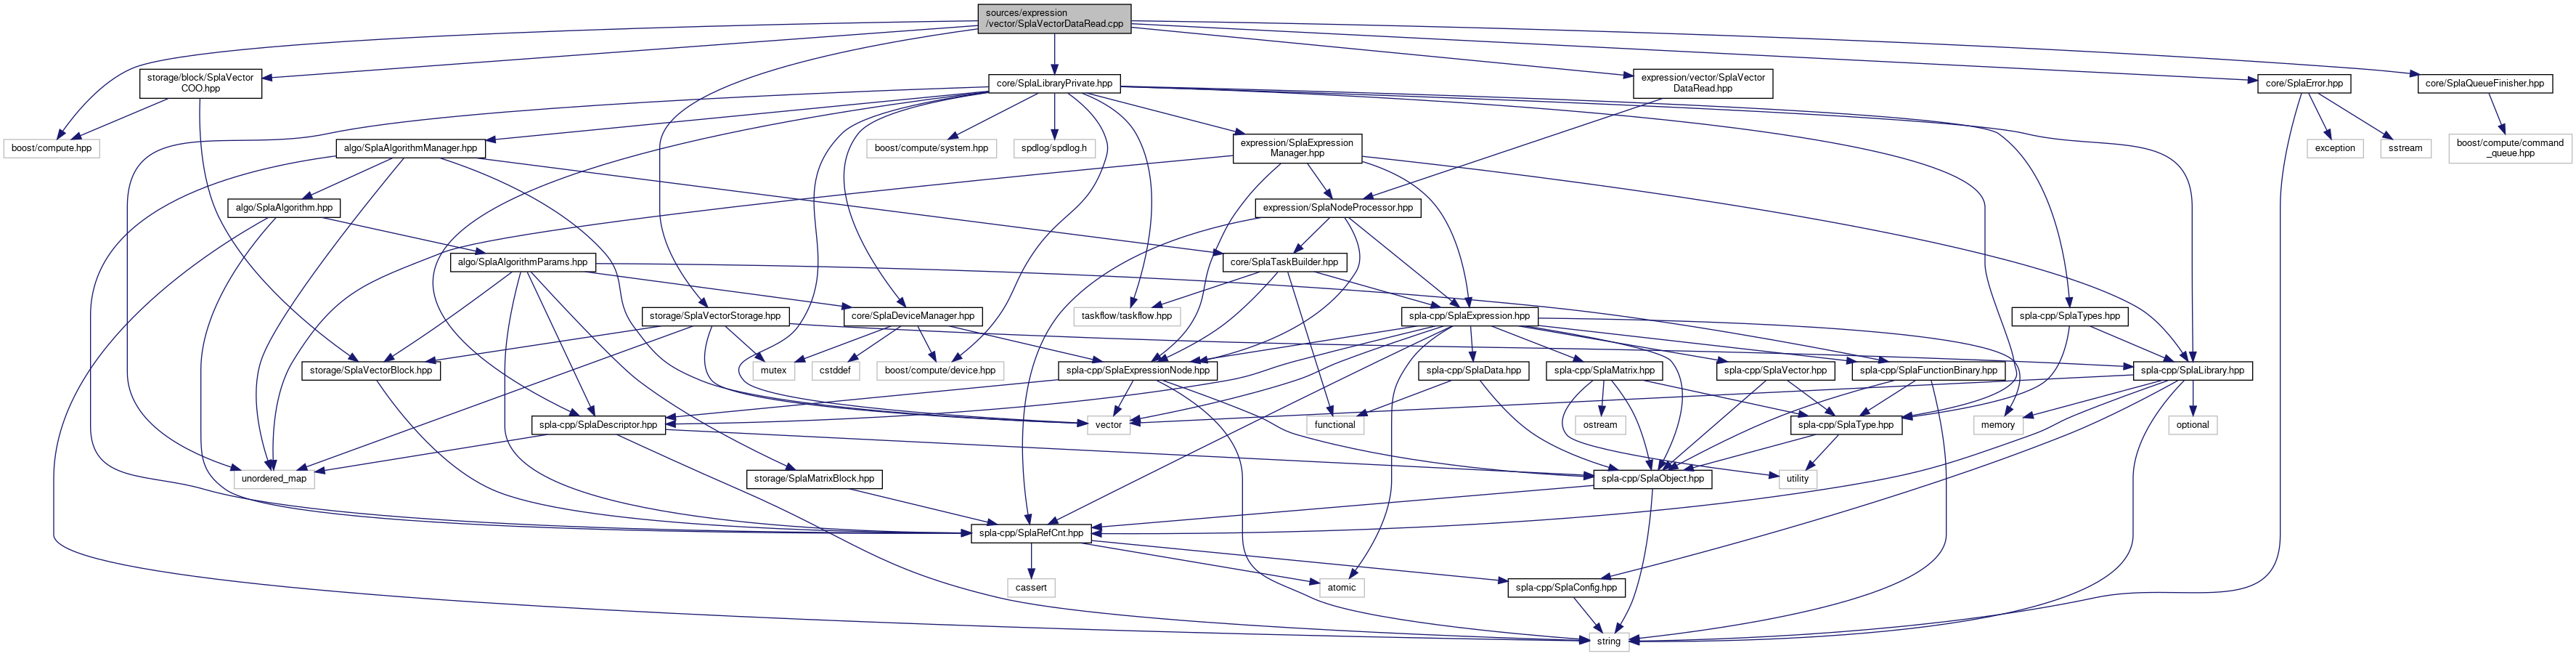 sources/expression
/vector/SplaVectorDataRead.cpp
storage/block/SplaVector
COO.hpp
core/SplaLibraryPrivate.hpp
expression/vector/SplaVector
DataRead.hpp
core/SplaError.hpp
core/SplaQueueFinisher.hpp
boost/compute.hpp
algo/SplaAlgorithmManager.hpp
boost/compute/system.hpp
spdlog/spdlog.h
expression/SplaExpression
Manager.hpp
exception
sstream
boost/compute/command
_queue.hpp
algo/SplaAlgorithm.hpp
expression/SplaNodeProcessor.hpp
algo/SplaAlgorithmParams.hpp
core/SplaTaskBuilder.hpp
storage/SplaVectorStorage.hpp
core/SplaDeviceManager.hpp
taskflow/taskflow.hpp
spla-cpp/SplaExpression.hpp
spla-cpp/SplaTypes.hpp
storage/SplaVectorBlock.hpp
mutex
cstddef
boost/compute/device.hpp
spla-cpp/SplaExpressionNode.hpp
spla-cpp/SplaData.hpp
spla-cpp/SplaMatrix.hpp
spla-cpp/SplaVector.hpp
spla-cpp/SplaFunctionBinary.hpp
spla-cpp/SplaLibrary.hpp
spla-cpp/SplaDescriptor.hpp
vector
functional
ostream
spla-cpp/SplaType.hpp
memory
optional
unordered_map
storage/SplaMatrixBlock.hpp
spla-cpp/SplaObject.hpp
utility
spla-cpp/SplaRefCnt.hpp
cassert
atomic
spla-cpp/SplaConfig.hpp
string